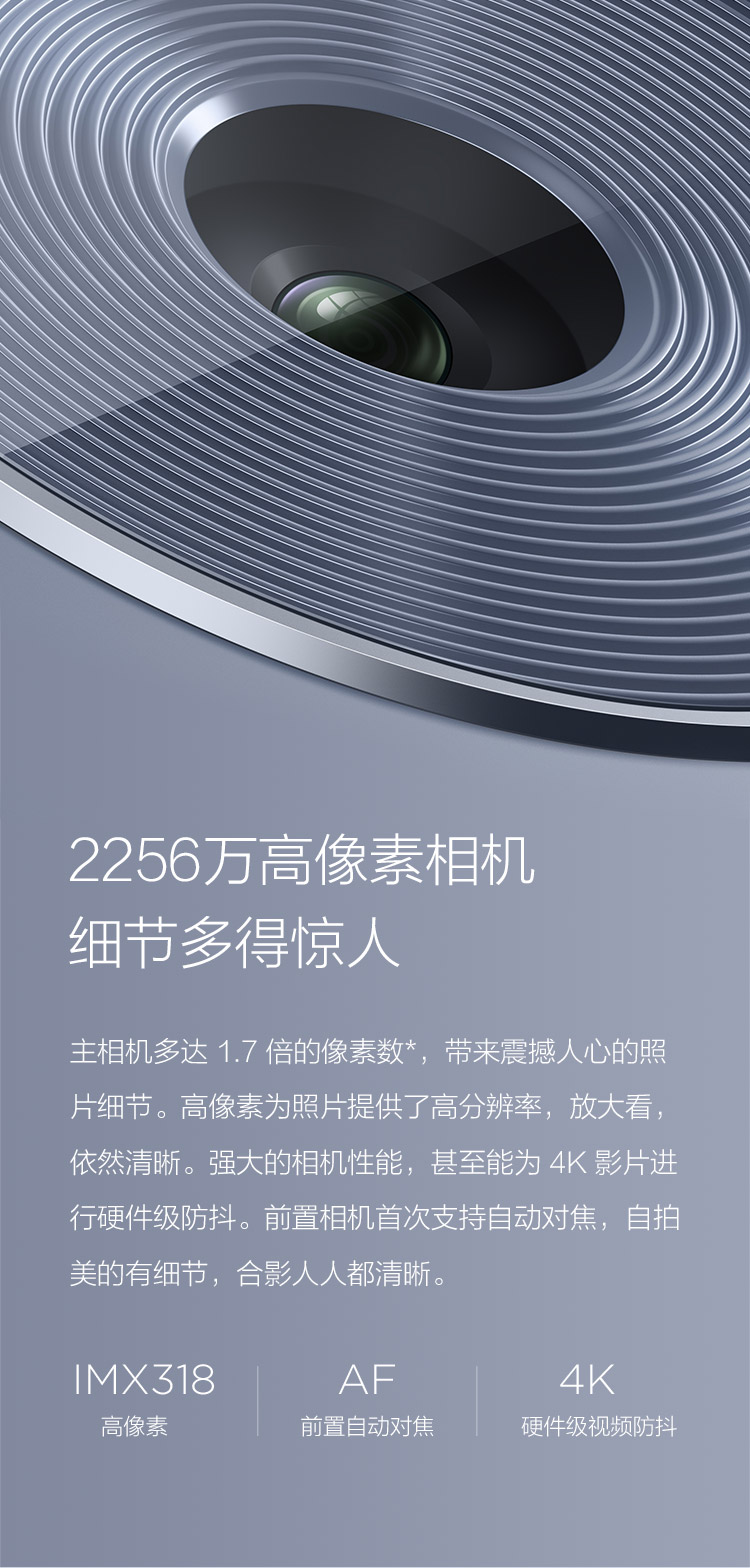 2256万高像素相机
细节多得惊人
主相机多达 1.7 倍的像素数*，带来震撼人心的照
片细节。高像素为照片提供了高分辨率，放大看，
依然清晰。强大的相机性能，甚至能为 4K 影片进
行硬件级防抖。前置相机首次支持自动对焦，自拍
美的有细节，合影人人都清晰。
IMX318 AF 4K
高像素 前置自动对焦 硬件级视频防抖